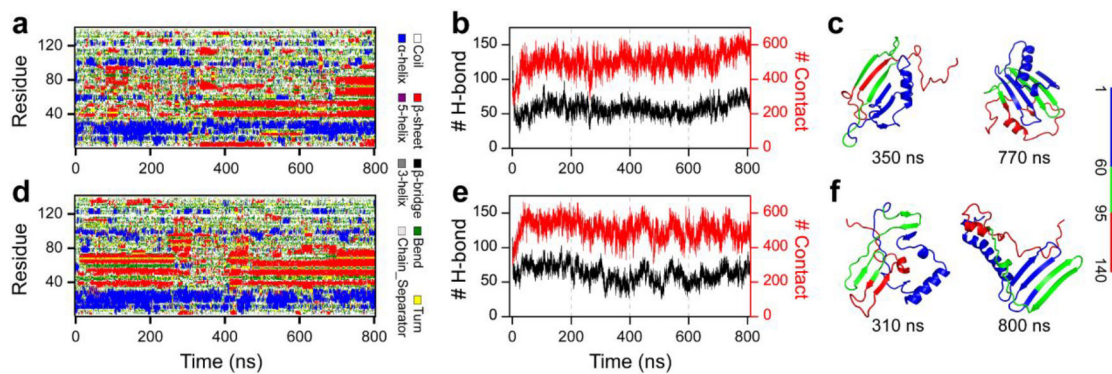 a
Residue
140
120
80
40
0 200 400 600 800
Coil
α-helix
β-sheet
5-helix
β-bridge
3-helix
Bend
Chain_Separator
Turn
b
# H-bond
150
100
50
0
# Contact
600
400
200
0
0 200 400 600 800
c
350 ns
770 ns
1
60
95
140
d
Residue
120
80
40
0 200 400 600 800
Time (ns)
e
# H-bond
150
100
50
0
# Contact
600
400
200
0
0 200 400 600 800
Time (ns)
f
310 ns
800 ns